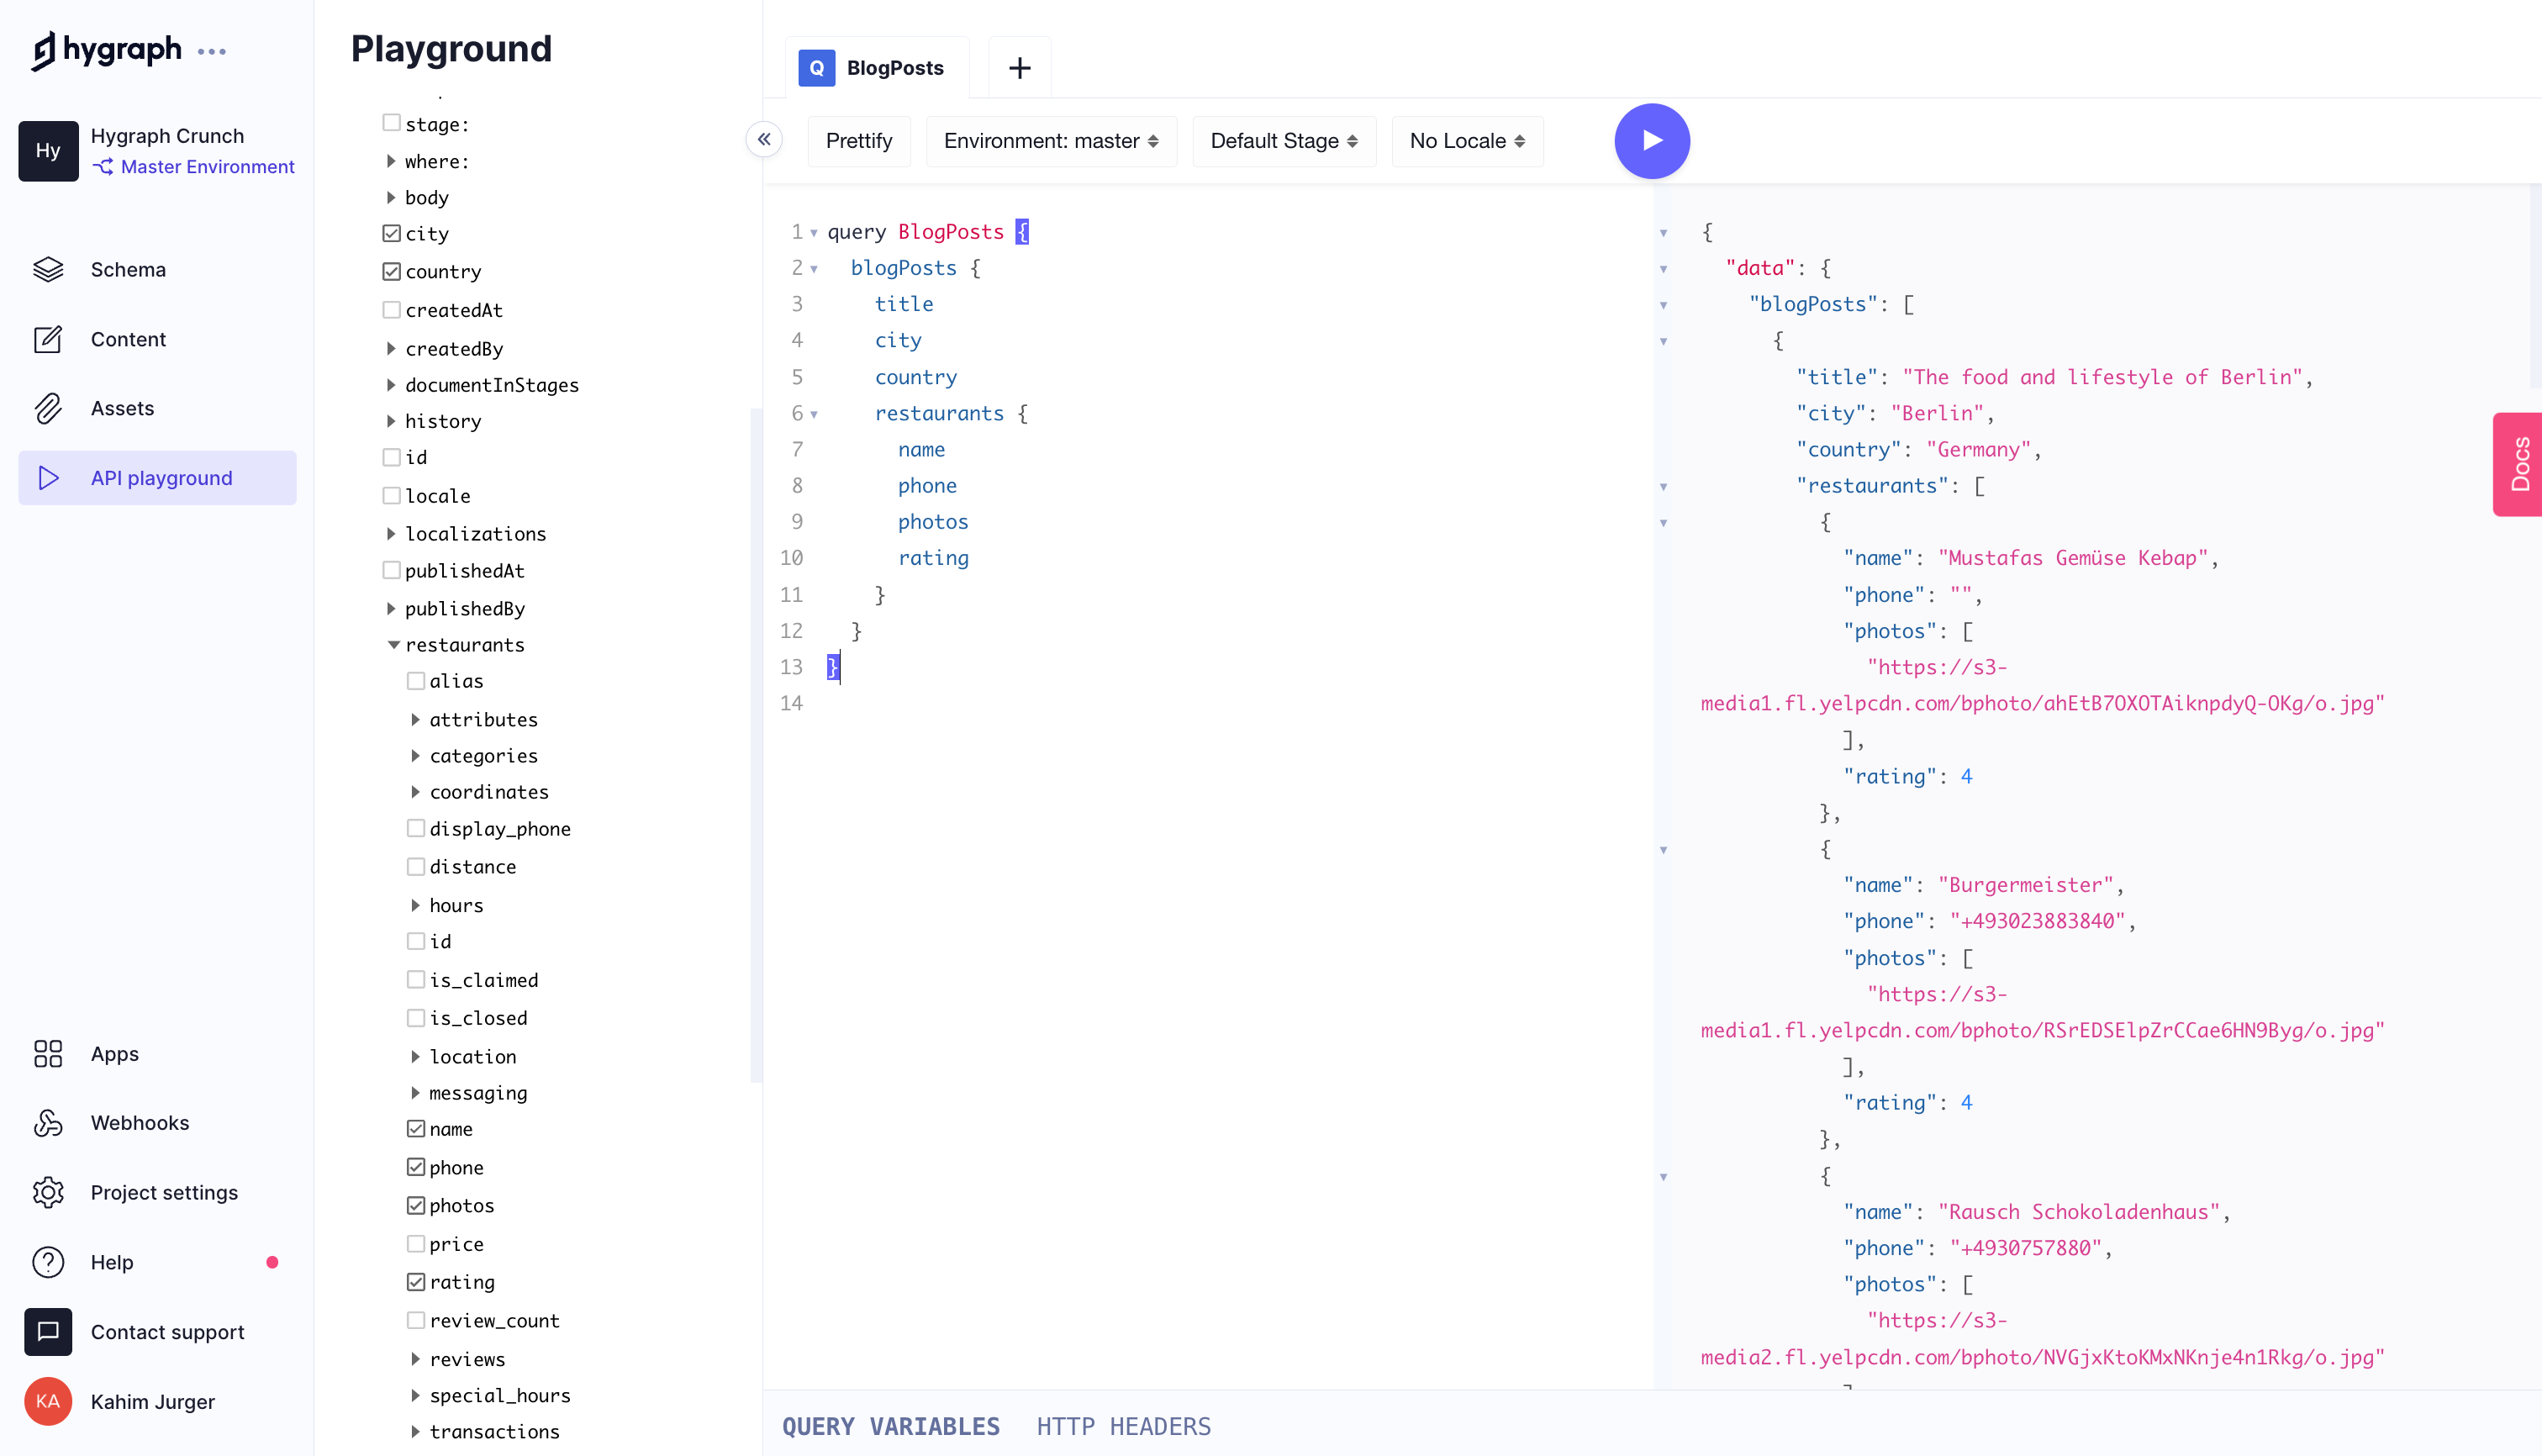 hygraph
Hy
Hygraph Crunch
Master Environment
Schema
Content
Assets
API playground
Apps
Webhooks
Project settings
Help
Contact support
KA
Kahim Jurger
Playground
stage:
where:
body
city
country
createdAt
createdBy
documentInStages
history
id
locale
localizations
publishedAt
publishedBy
restaurants
alias
attributes
categories
coordinates
display_phone
distance
hours
id
is_claimed
is_closed
location
messaging
name
phone
photos
price
rating
review_count
reviews
special_hours
transactions
Q BlogPosts +
Prettify Environment: master Default Stage No Locale
1 query BlogPosts {
2 blogPosts {
3 title
4 city
5 country
6 restaurants {
7 name
8 phone
9 photos
10 rating
11 }
12 }
13 }
14
{
"data": {
"blogPosts": [
{
"title": "The food and lifestyle of Berlin",
"city": "Berlin",
"country": "Germany",
"restaurants": [
{
"name": "Mustafas Gemüse Kebap",
"phone": "",
"photos": [
"https://s3-
media1.fl.yelpcdn.com/bphoto/ahEtB7OXOTAiknpdyQ-OKg/o.jpg"
],
"rating": 4
},
{
"name": "Burgermeister",
"phone": "+493023883840",
"photos": [
"https://s3-
media1.fl.yelpcdn.com/bphoto/RSrEDSElpZrCCae6HN9Byg/o.jpg"
],
"rating": 4
},
{
"name": "Rausch Schokoladenhaus",
"phone": "+4930757880",
"photos": [
"https://s3-
media2.fl.yelpcdn.com/bphoto/NVGjxKtoKMxNKnje4n1Rkg/o.jpg"
Docs
QUERY VARIABLES HTTP HEADERS